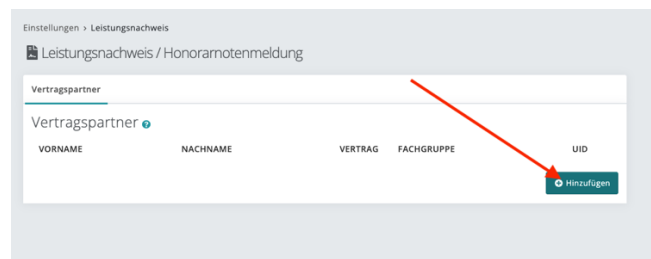 Einstellungen > Leistungsnachweis
Leistungsnachweis / Honorarnotenmeldung
Vertragspartner
Vertragspartner ?
VORNAME NACHNAME VERTRAG FACHGRUPPE UID
Hinzufügen